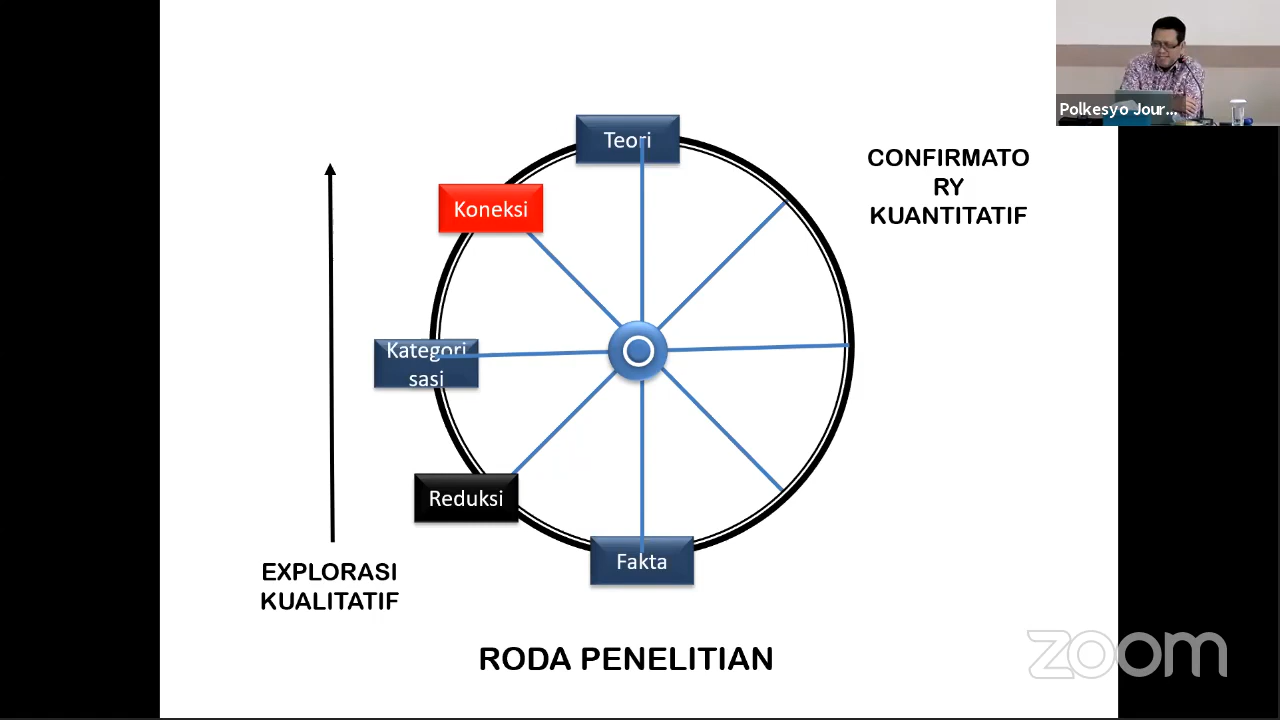 Polkesyo Jour...
Teori
CONFIRMATO
RY
KUANTITATIF
Koneksi
Kategori
sasi
Reduksi
Fakta
EXPLORASI
KUALITATIF
RODA PENELITIAN
zoom